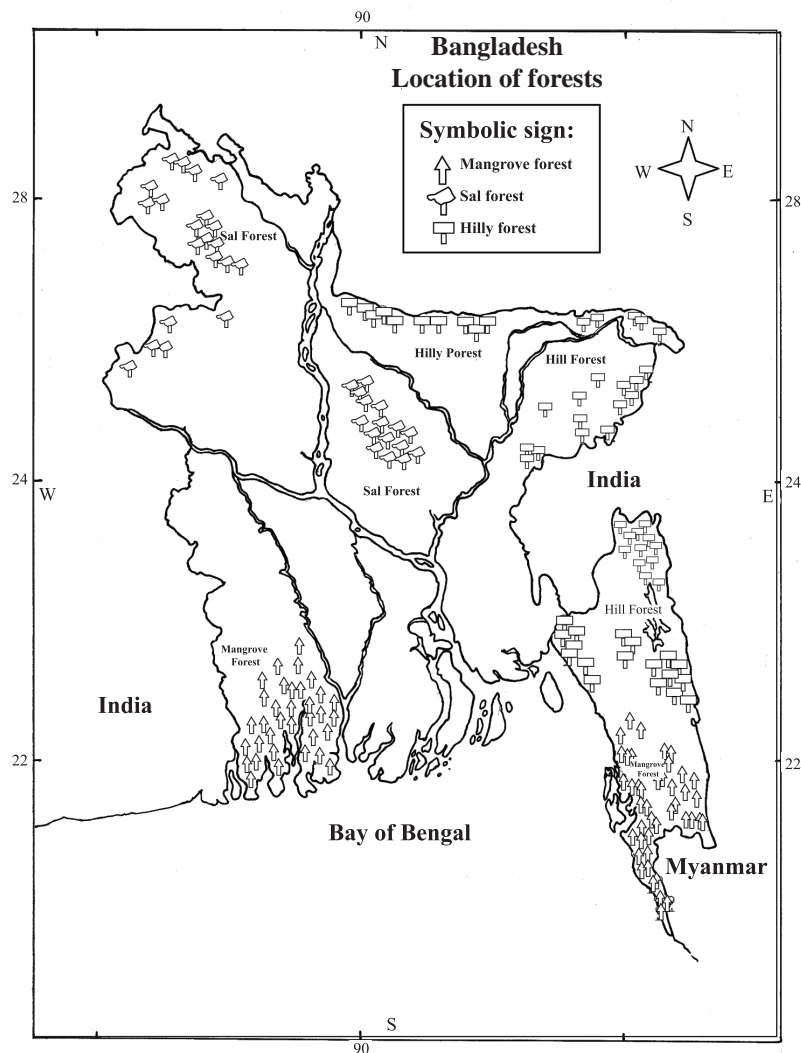 90
N
Bangladesh
Location of forests
Symbolic sign:
Mangrove forest
Sal forest
Hilly forest
N
W E
S
28
28
Sal Forest
Hilly Porest
Hill Forest
Sal Forest
24
W
India
E
24
Hill Forest
Mangrove
Forest
India
22
Mangrove
Forest
22
Bay of Bengal
Myanmar
S
90